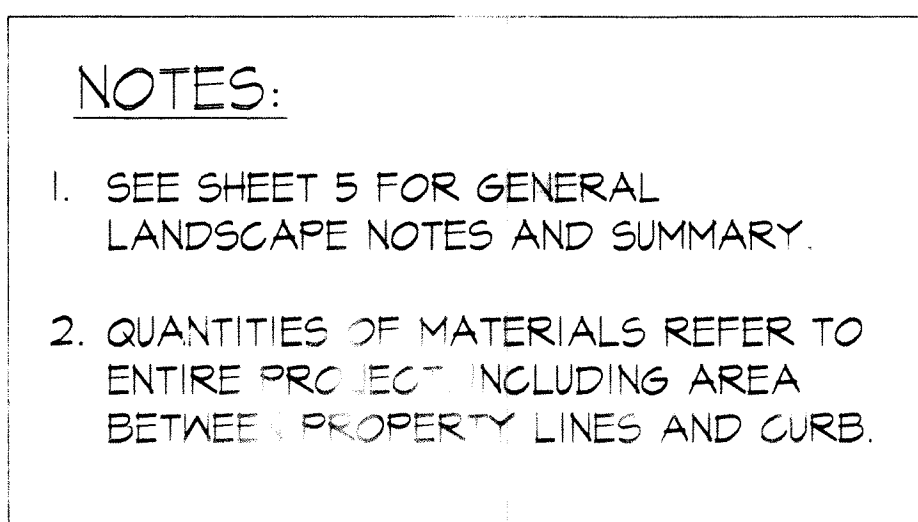 NOTES:
1. SEE SHEET 5 FOR GENERAL
LANDSCAPE NOTES AND SUMMARY.
2. QUANTITIES OF MATERIALS REFER TO
ENTIRE PROJECT, INCLUDING AREA
BETWEEN PROPERTY LINES AND CURB.